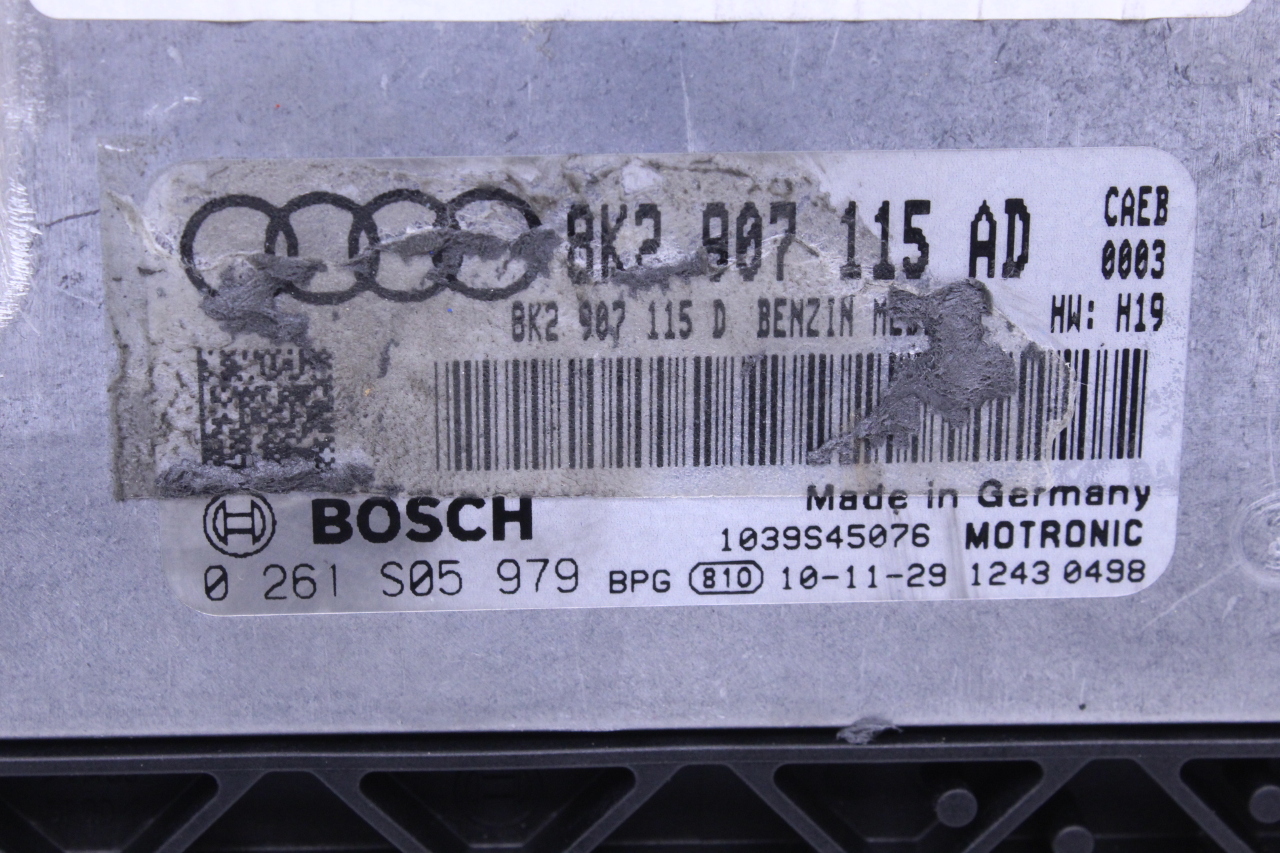 8K2 907 115 AD CAEB
0003
8K2 907 115 D BENZIN HW: H19
Made in Germany
BOSCH
1039S45076 MOTRONIC
0 261 S05 979 BPG 810 10-11-29 1243 0498